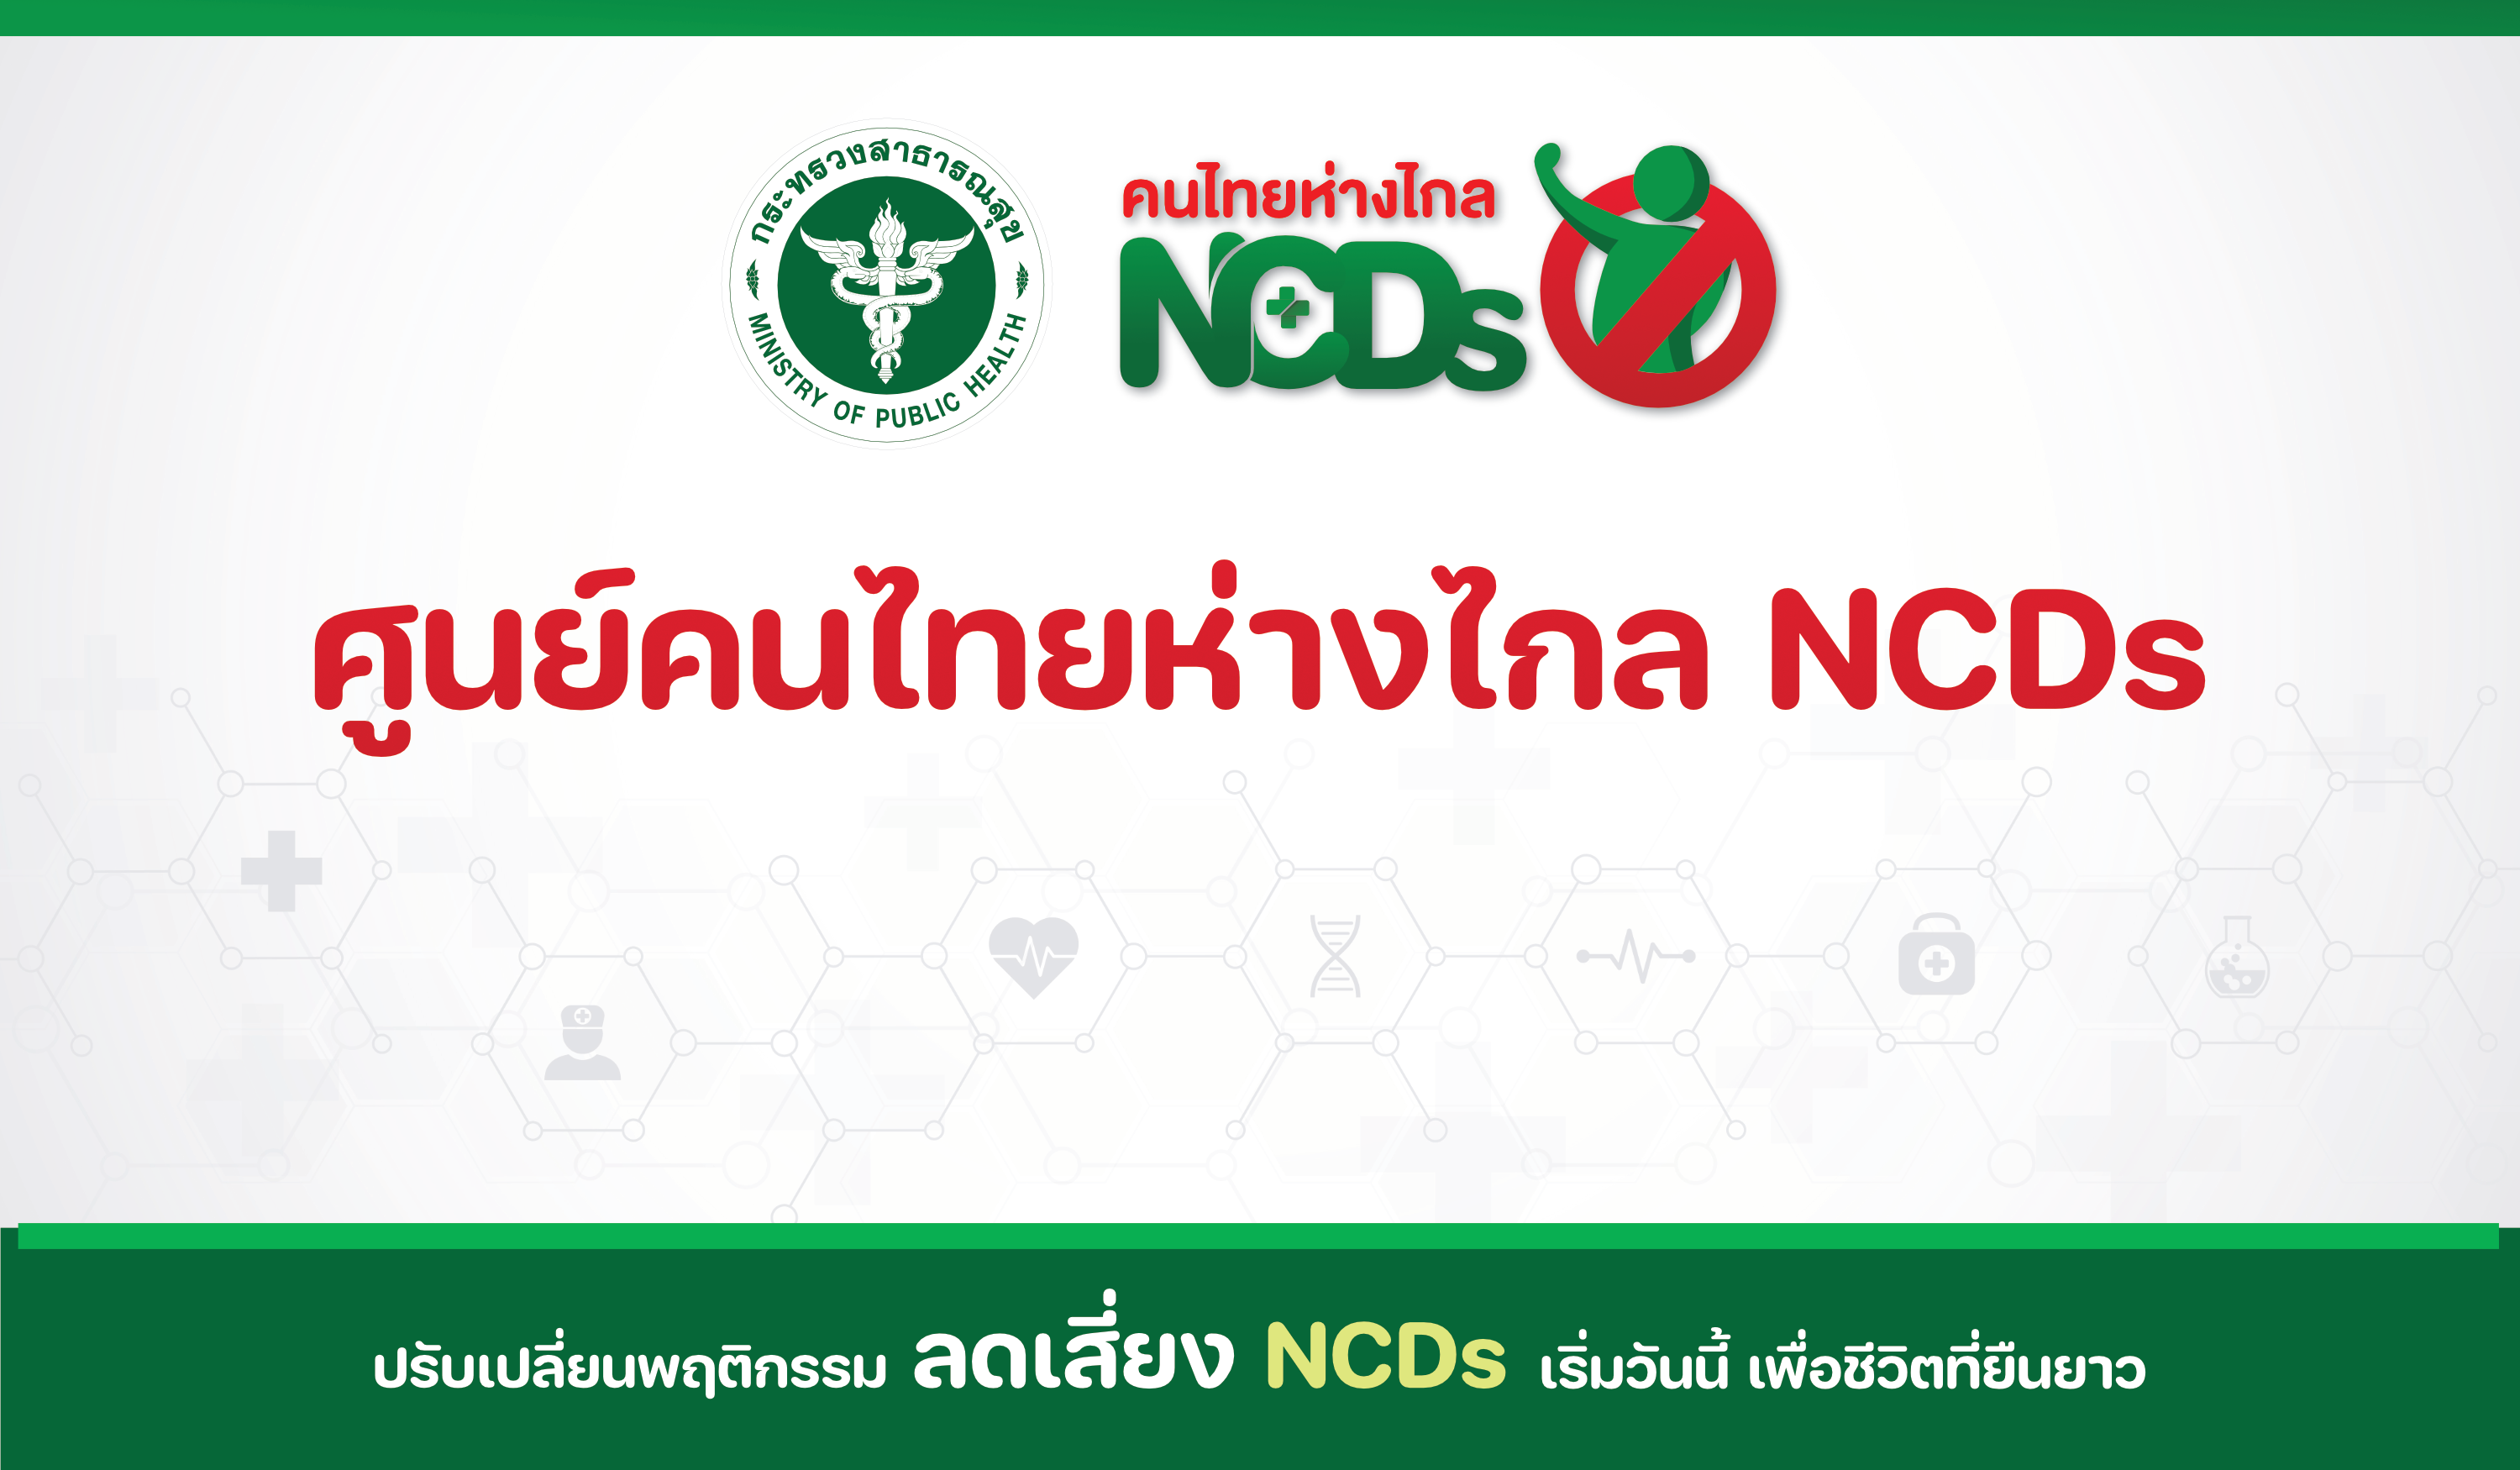 กระทรวงสาธารณสุข
MINISTRY OF PUBLIC HEALTH
คนไทยห่างไกล
NCDs
ศูนย์คนไทยห่างไกล NCDs
ปรับเปลี่ยนพฤติกรรม ลดเสี่ยง NCDs เริ่มวันนี้ เพื่อชีวิตที่ยืนยาว